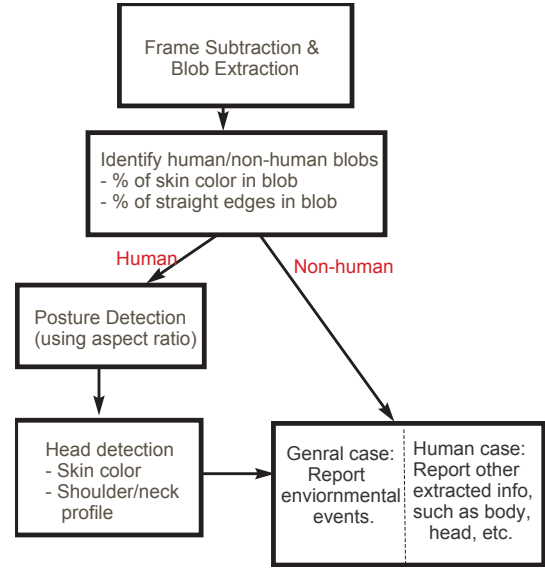 Frame Subtraction &
Blob Extraction
Identify human/non-human blobs
- % of skin color in blob
- % of straight edges in blob
Human
Non-human
Posture Detection
(using aspect ratio)
Head detection
- Skin color
- Shoulder/neck
profile
Genral case:
Report
enviornmental
events.
Human case:
Report other
extracted info,
such as body,
head, etc.